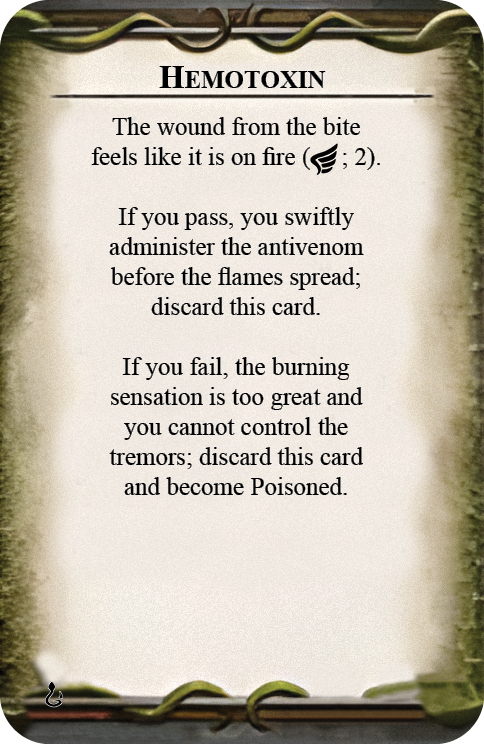 HEMOTOXIN
The wound from the bite
feels like it is on fire ( ; 2).
If you pass, you swiftly
administer the antivenom
before the flames spread;
discard this card.
If you fail, the burning
sensation is too great and
you cannot control the
tremors; discard this card
and become Poisoned.